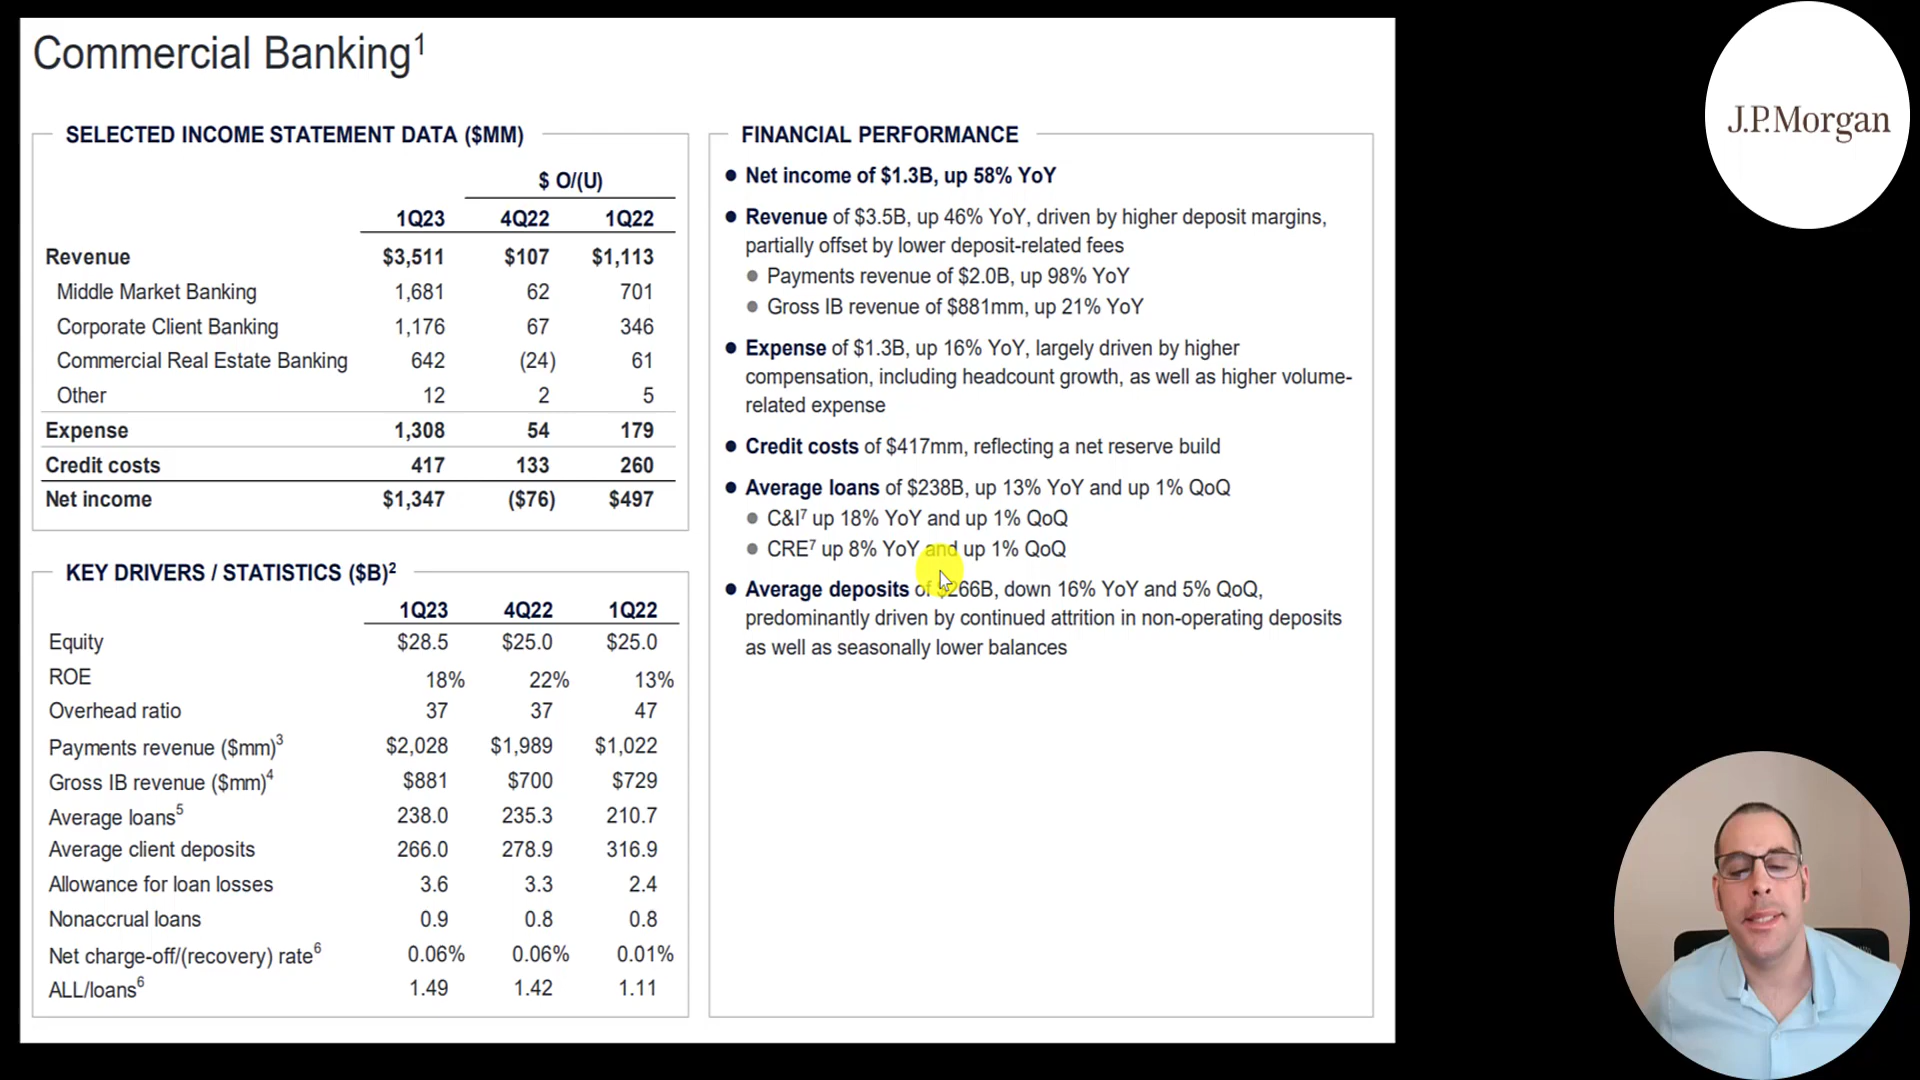 Commercial Banking1
J.P.Morgan
SELECTED INCOME STATEMENT DATA ($MM)
$ O/(U)
1Q23 4Q22 1Q22
Revenue $3,511 $107 $1,113
Middle Market Banking 1,681 62 701
Corporate Client Banking 1,176 67 346
Commercial Real Estate Banking 642 (24) 61
Other 12 2 5
Expense 1,308 54 179
Credit costs 417 133 260
Net income $1,347 ($76) $497
KEY DRIVERS / STATISTICS ($B)2
1Q23 4Q22 1Q22
Equity $28.5 $25.0 $25.0
ROE 18% 22% 13%
Overhead ratio 37 37 47
Payments revenue ($mm)3 $2,028 $1,989 $1,022
Gross IB revenue ($mm)4 $881 $700 $729
Average loans5 238.0 235.3 210.7
Average client deposits 266.0 278.9 316.9
Allowance for loan losses 3.6 3.3 2.4
Nonaccrual loans 0.9 0.8 0.8
Net charge-off/(recovery) rate6 0.06% 0.06% 0.01%
ALL/loans6 1.49 1.42 1.11
FINANCIAL PERFORMANCE
● Net income of $1.3B, up 58% YoY
● Revenue of $3.5B, up 46% YoY, driven by higher deposit margins,
partially offset by lower deposit-related fees
● Payments revenue of $2.0B, up 98% YoY
● Gross IB revenue of $881mm, up 21% YoY
● Expense of $1.3B, up 16% YoY, largely driven by higher
compensation, including headcount growth, as well as higher volume-
related expense
● Credit costs of $417mm, reflecting a net reserve build
● Average loans of $238B, up 13% YoY and up 1% QoQ
● C&I7 up 18% YoY and up 1% QoQ
● CRE7 up 8% YoY and up 1% QoQ
● Average deposits of $266B, down 16% YoY and 5% QoQ,
predominantly driven by continued attrition in non-operating deposits
as well as seasonally lower balances